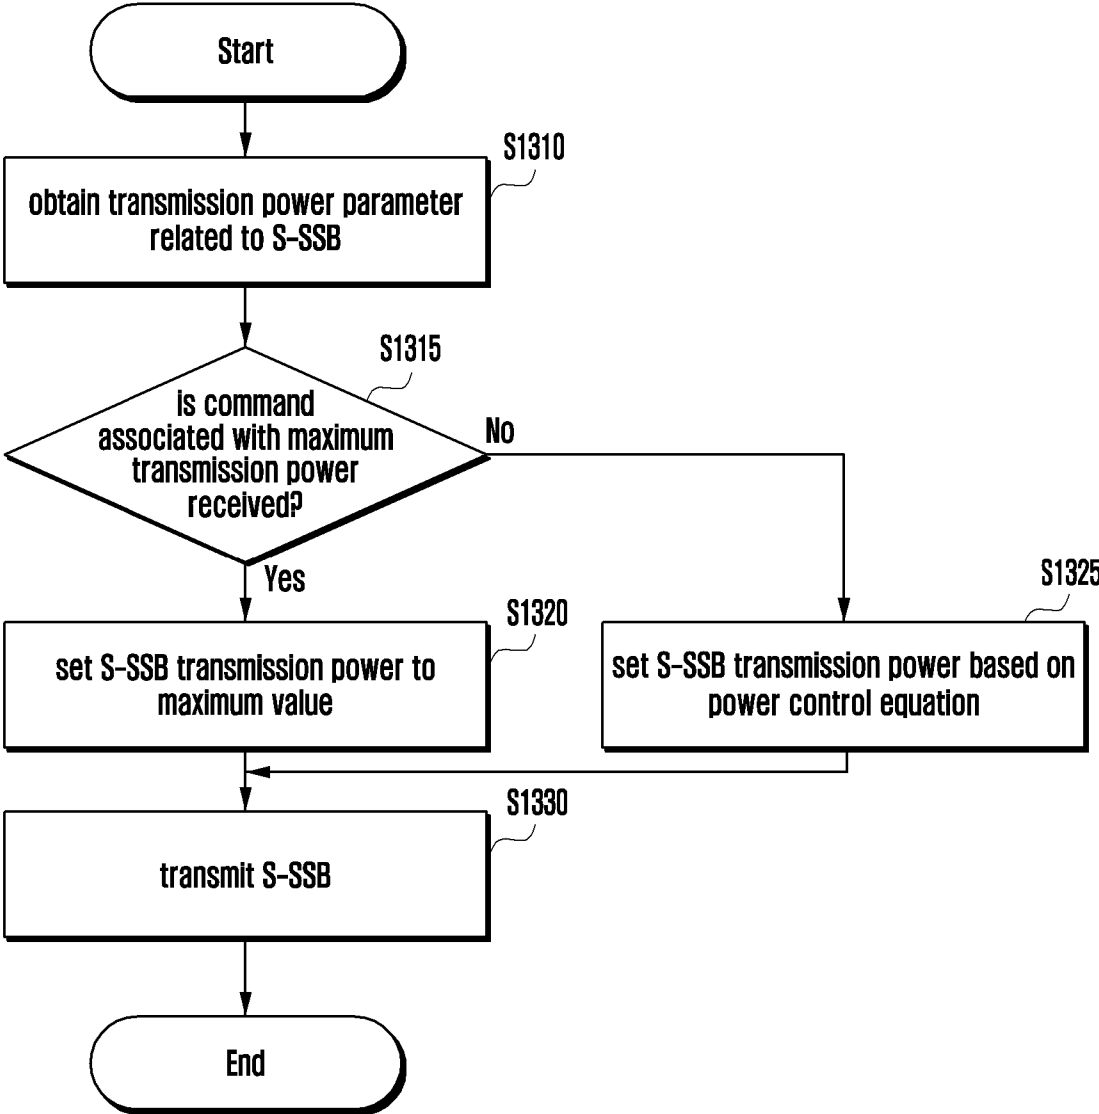 Start
S1310
obtain transmission power parameter
related to S-SSB
S1315
is command
associated with maximum
transmission power
received?
No
Yes
S1325
S1320
set S-SSB transmission power to
maximum value
set S-SSB transmission power based on
power control equation
S1330
transmit S-SSB
End